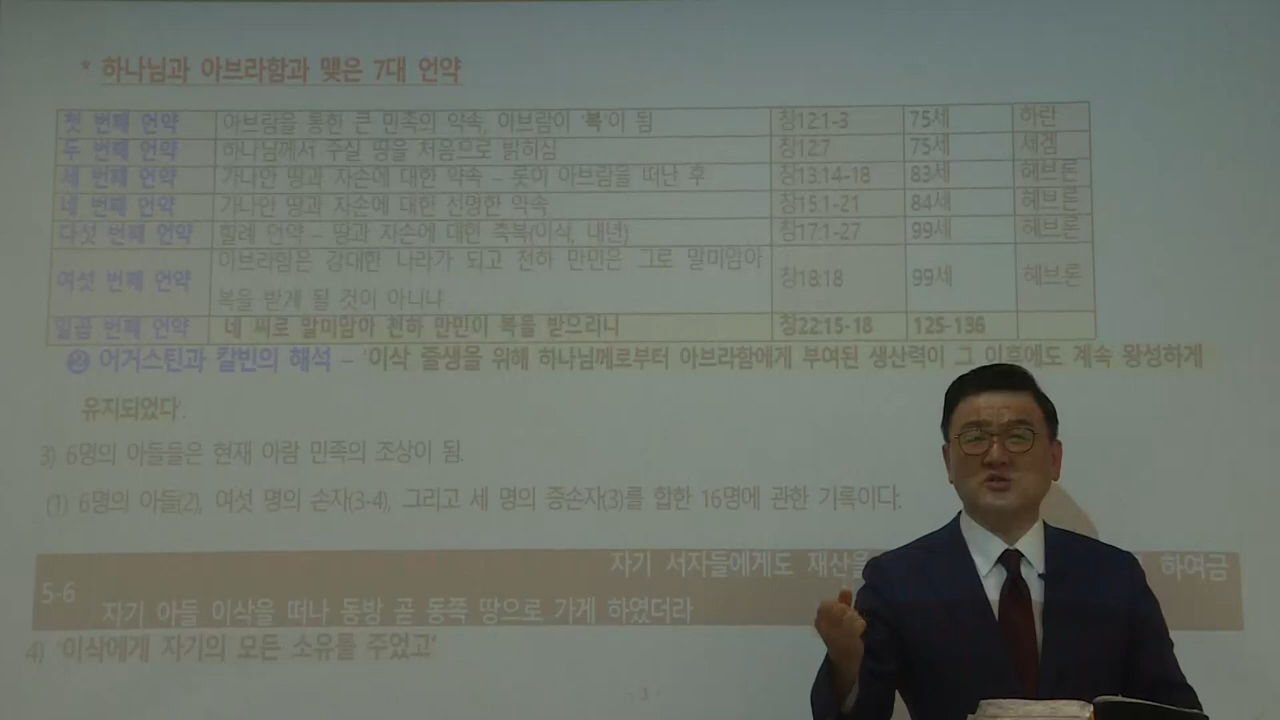 * 하나님과 아브라함과 맺은 7대 언약
첫 번째 언약 아브람을 통한 큰 민족의 약속, 아브람이 '복'이 됨 창12:1-3 75세 하란
두 번째 언약 하나님께서 주실 땅을 처음으로 밝히심 창12:7 75세 세겜
세 번째 언약 가나안 땅과 자손에 대한 약속 – 롯이 아브람을 떠난 후 창13:14-18 83세 헤브론
네 번째 언약 가나안 땅과 자손에 대한 선명한 약속 창15:1-21 84세 헤브론
다섯 번째 언약 할례 언약 – 땅과 자손에 대한 축복(이삭, 내년) 창17:1-27 99세 헤브론
여섯 번째 언약 아브라함은 강대한 나라가 되고 천하 만민은 그로 말미암아
복을 받게 될 것이 아니냐 창18:18 99세 헤브론
일곱 번째 언약 네 씨로 말미암아 천하 만민이 복을 받으리니 창22:15-18 125-136
어거스틴과 칼빈의 해석 – '이삭 출생을 위해 하나님께로부터 아브라함에게 부여된 생산력이 그 이후에도 계속 왕성하게
유지되었다'.
3) 6명의 아들들은 현재 아람 민족의 조상이 됨.
(1) 6명의 아들(2), 여섯 명의 손자(3-4), 그리고 세 명의 증손자(3)를 합한 16명에 관한 기록이다.
5-6 자기 서자들에게도 재산을 하여금
자기 아들 이삭을 떠나 동방 곧 동쪽 땅으로 가게 하였더라
4) '이삭에게 자기의 모든 소유를 주었고'
- 3 -